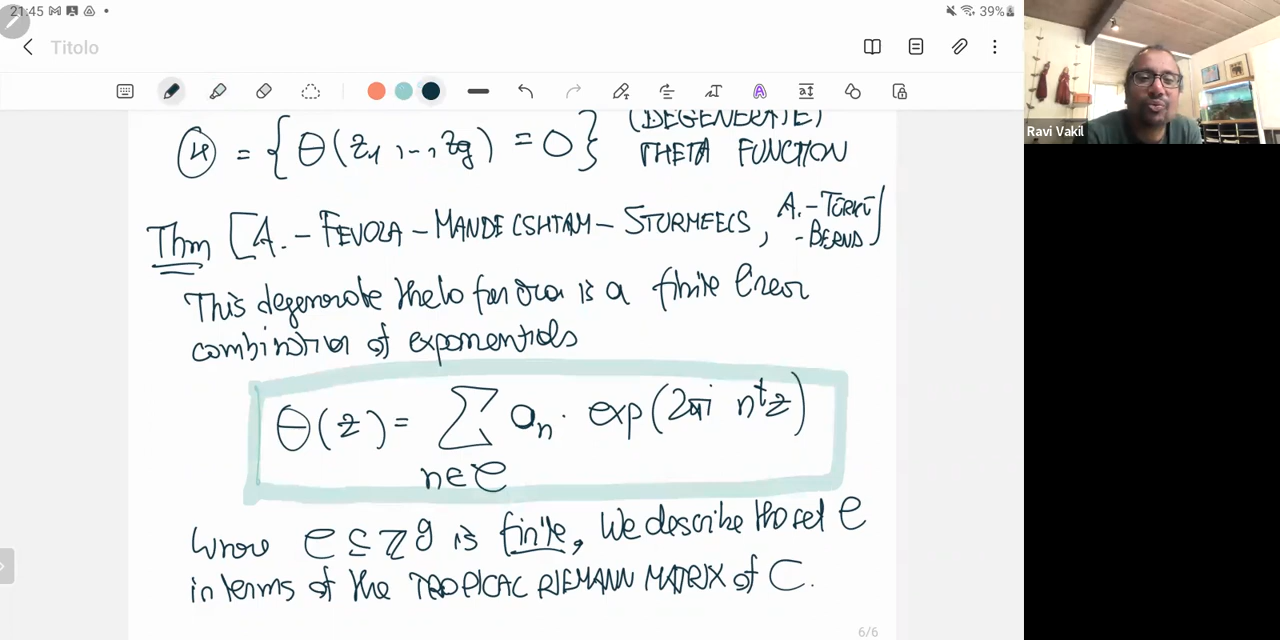 21:45
39%
Titolo
Ravi Vakil
Ⓗ = { θ(z₁,..,zg) = 0 } (DEGENERATE) THETA FUNCTION
Thm [A. – FEVOLA – MANDELSHTAM – STURMFELS, A. – TÜRKÜ – BERND]
This degenerate theta function is a finite linear
combination of exponentials
θ(z) = Σ aₙ · exp(2πi nᵗz)
n∈C
where C ⊆ ℤg is finite, We describe the set C
in terms of the TROPICAL RIEMANN MATRIX of C.
6/6